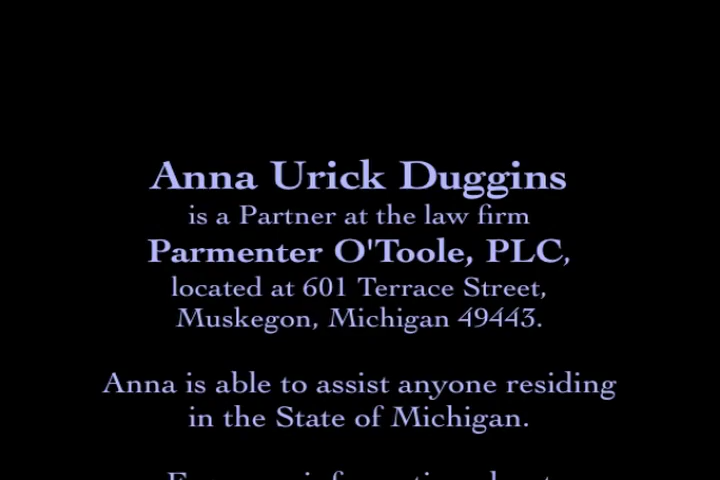 Anna Urick Duggins
is a Partner at the law firm
Parmenter O'Toole, PLC,
located at 601 Terrace Street,
Muskegon, Michigan 49443.
Anna is able to assist anyone residing
in the State of Michigan.